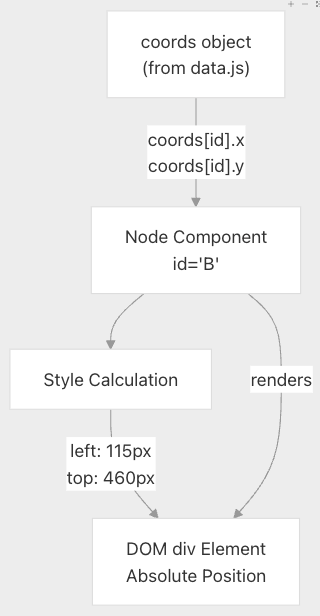 coords object
(from data.js)
coords[id].x
coords[id].y
Node Component
id='B'
Style Calculation
renders
left: 115px
top: 460px
DOM div Element
Absolute Position